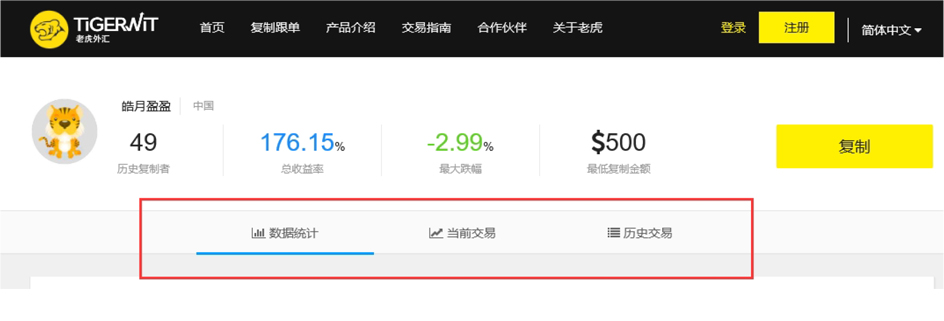 TiGERWiT
老虎外汇
首页 复制跟单 产品介绍 交易指南 合作伙伴 关于老虎 登录 注册 简体中文
皓月盈盈 中国
49 176.15% -2.99% $500
历史复制者 总收益率 最大跌幅 最低复制金额
复制
数据统计 当前交易 历史交易